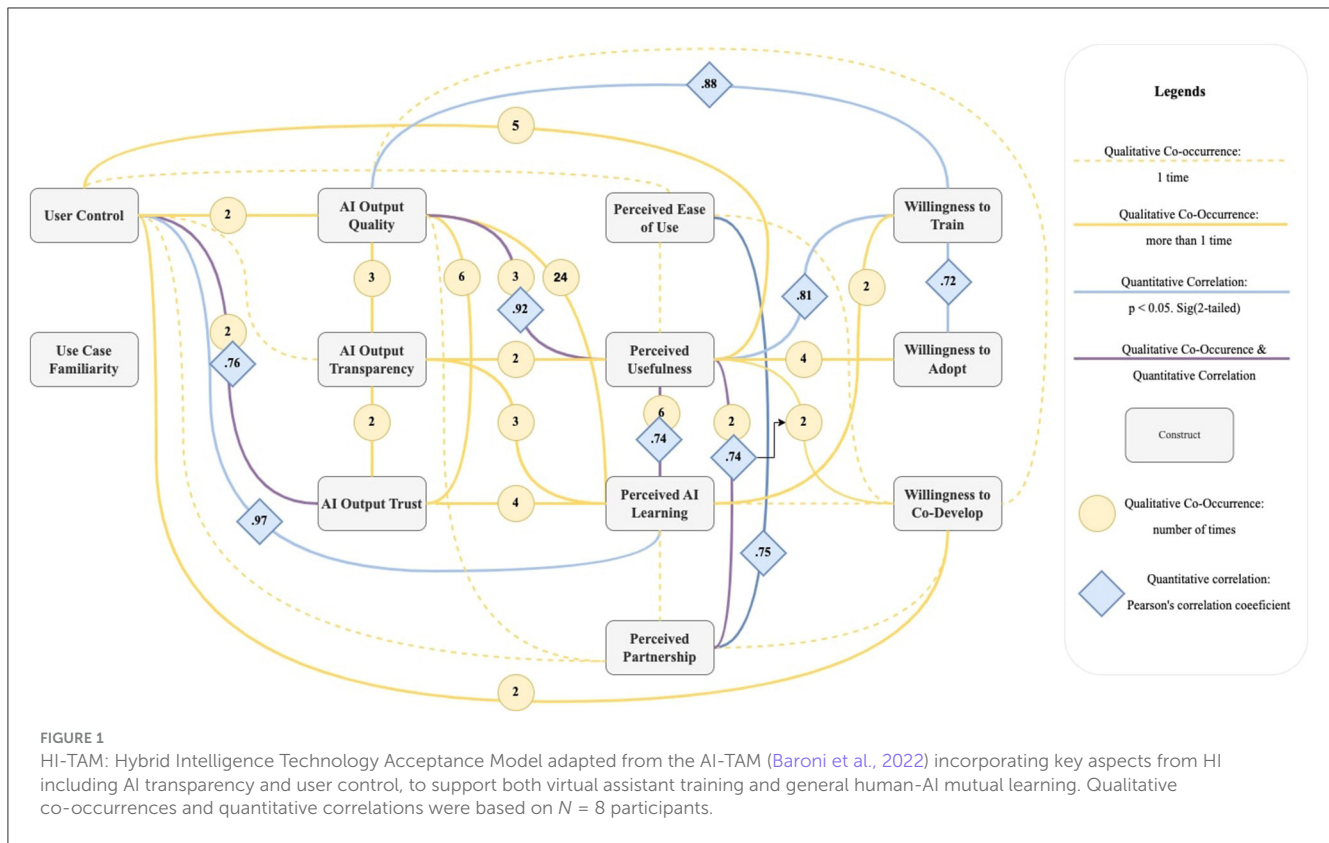 .88
Legends
5
Qualitative Co-occurrence:
1 time
User Control
2
AI Output
Quality
Perceived Ease
of Use
Willingness to
Train
Qualitative Co-Occurrence:
more than 1 time
3
6
3
24
2
.72
Quantitative Correlation:
p < 0.05. Sig(2-tailed)
.92
.81
2
.76
Use Case
Familiarity
AI Output
Transparency
2
Perceived
Usefulness
4
Willingness to
Adopt
Qualitative Co-Occurence &
Quantitative Correlation
2
3
6
.74
2
.74
2
Construct
AI Output Trust
4
Perceived AI
Learning
Willingness to
Co-Develop
Qualitative Co-Occurrence:
number of times
.97
.75
Quantitative correlation:
Pearson's correlation coeeficient
Perceived
Partnership
2
FIGURE 1
HI-TAM: Hybrid Intelligence Technology Acceptance Model adapted from the AI-TAM (Baroni et al., 2022) incorporating key aspects from HI
including AI transparency and user control, to support both virtual assistant training and general human-AI mutual learning. Qualitative
co-occurrences and quantitative correlations were based on N = 8 participants.